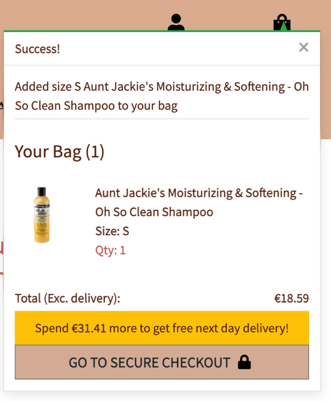 Success!
×
Added size S Aunt Jackie's Moisturizing & Softening - Oh
So Clean Shampoo to your bag
Your Bag (1)
Aunt Jackie's Moisturizing & Softening -
Oh So Clean Shampoo
Size: S
Qty: 1
Total (Exc. delivery): €18.59
Spend €31.41 more to get free next day delivery!
GO TO SECURE CHECKOUT